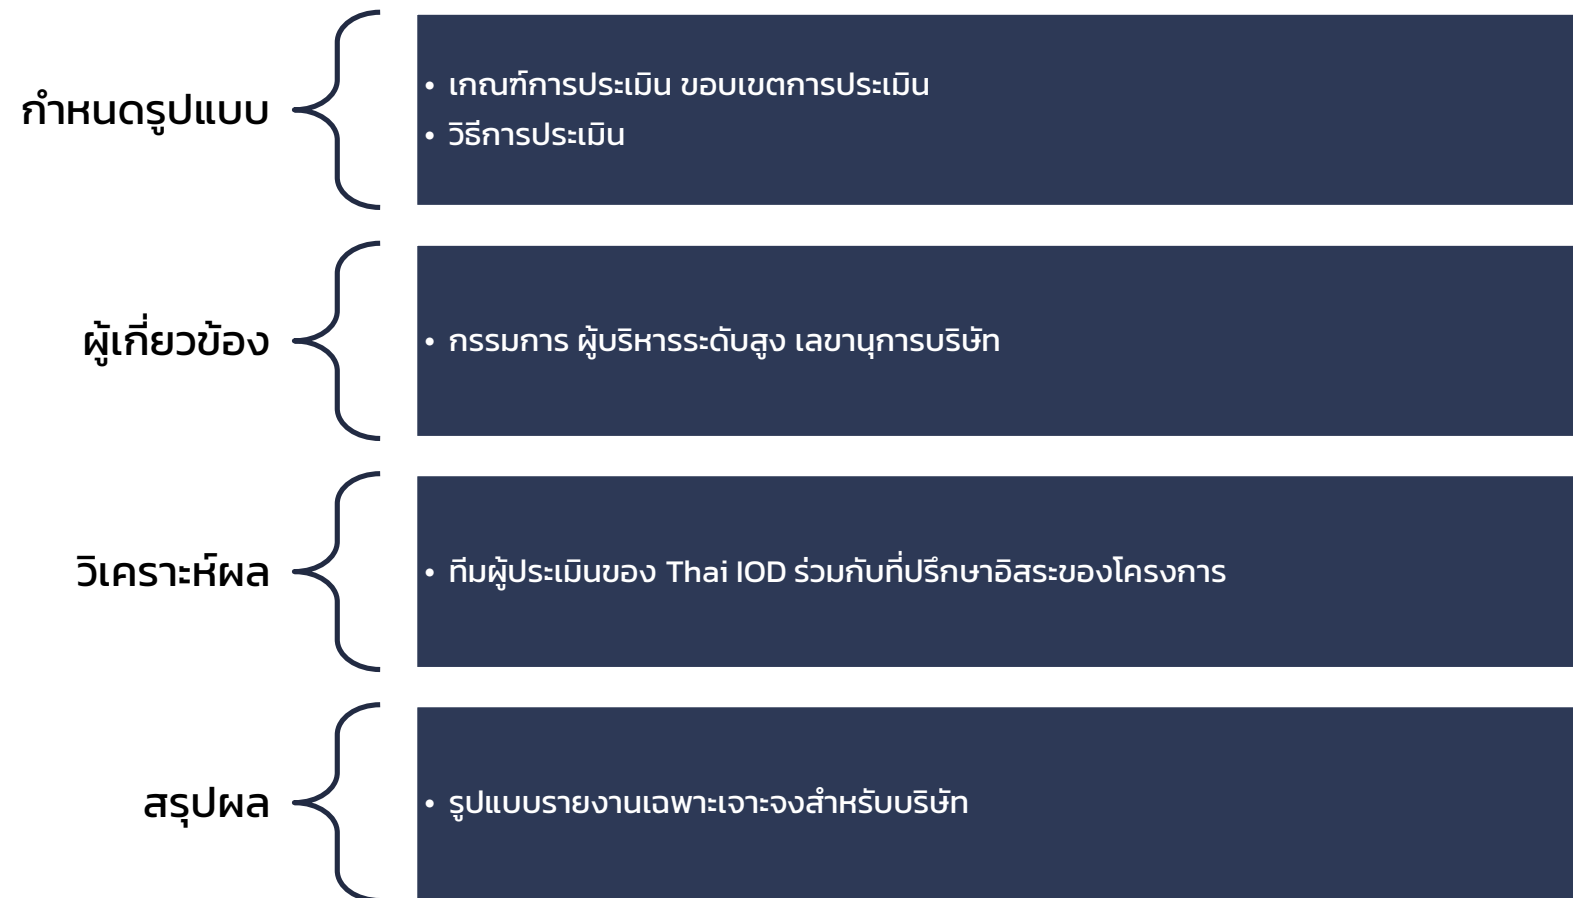 กำหนดรูปแบบ
• เกณฑ์การประเมิน ขอบเขตการประเมิน
• วิธีการประเมิน
ผู้เกี่ยวข้อง
• กรรมการ ผู้บริหารระดับสูง เลขานุการบริษัท
วิเคราะห์ผล
• ทีมผู้ประเมินของ Thai IOD ร่วมกับที่ปรึกษาอิสระของโครงการ
สรุปผล
• รูปแบบรายงานเฉพาะเจาะจงสำหรับบริษัท